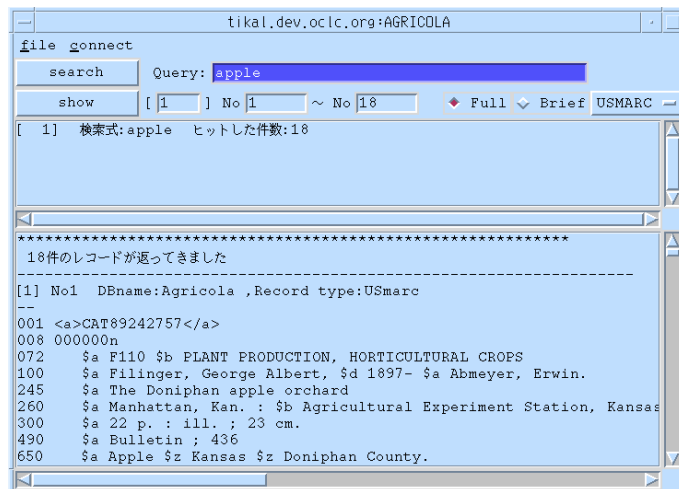 tikal.dev.oclc.org:AGRICOLA
file connect
search Query: apple
show [ 1 ] No 1 ～ No 18 Full Brief USMARC
[ 1] 検索式:apple ヒットした件数:18
************************************************************
18件のレコードが返ってきました
-------------------------------------------------------------------
[1] No1 DBname:Agricola ,Record type:USmarc
--
001 <a>CAT89242757</a>
008 000000n
072 $a F110 $b PLANT PRODUCTION, HORTICULTURAL CROPS
100 $a Filinger, George Albert, $d 1897- $a Abmeyer, Erwin.
245 $a The Doniphan apple orchard
260 $a Manhattan, Kan. : $b Agricultural Experiment Station, Kansas
300 $a 22 p. : ill. ; 23 cm.
490 $a Bulletin ; 436
650 $a Apple $z Kansas $z Doniphan County.